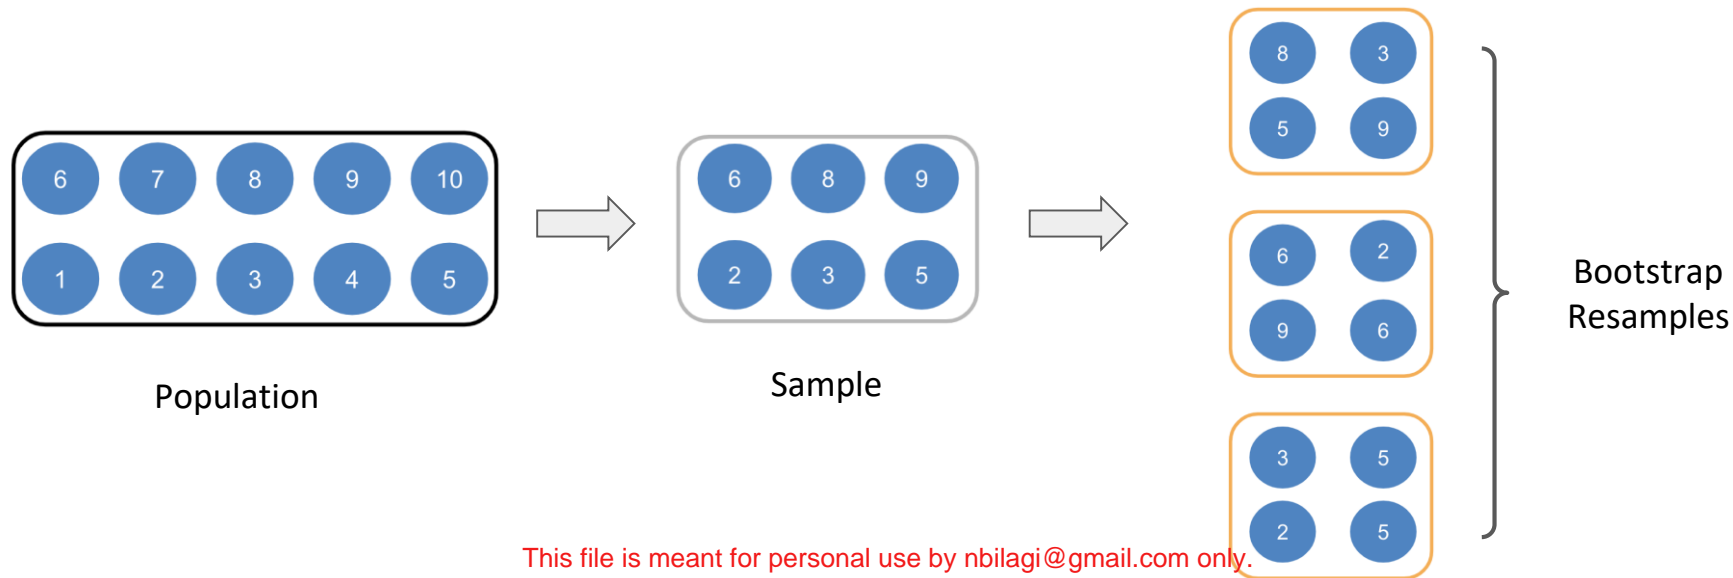 6 7 8 9 10
1 2 3 4 5
Population
6 8 9
2 3 5
Sample
8 3
5 9
6 2
9 6
3 5
2 5
Bootstrap
Resamples
This file is meant for personal use by nbilagi@gmail.com only.